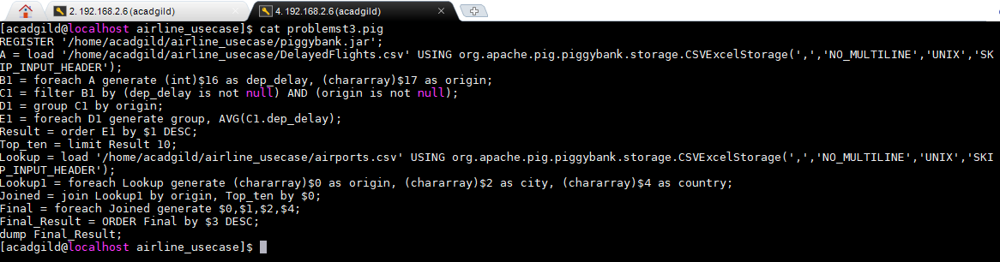 2. 192.168.2.6 (acadgild)
4. 192.168.2.6 (acadgild)
[acadgild@localhost airline_usecase]$ cat problemst3.pig
REGISTER '/home/acadgild/airline_usecase/piggybank.jar';
A = load '/home/acadgild/airline_usecase/DelayedFlights.csv' USING org.apache.pig.piggybank.storage.CSVExcelStorage(',','NO_MULTILINE','UNIX','SK
IP_INPUT_HEADER');
B1 = foreach A generate (int)$16 as dep_delay, (chararray)$17 as origin;
C1 = filter B1 by (dep_delay is not null) AND (origin is not null);
D1 = group C1 by origin;
E1 = foreach D1 generate group, AVG(C1.dep_delay);
Result = order E1 by $1 DESC;
Top_ten = limit Result 10;
Lookup = load '/home/acadgild/airline_usecase/airports.csv' USING org.apache.pig.piggybank.storage.CSVExcelStorage(',','NO_MULTILINE','UNIX','SKI
P_INPUT_HEADER');
Lookup1 = foreach Lookup generate (chararray)$0 as origin, (chararray)$2 as city, (chararray)$4 as country;
Joined = join Lookup1 by origin, Top_ten by $0;
Final = foreach Joined generate $0,$1,$2,$4;
Final_Result = ORDER Final by $3 DESC;
dump Final_Result;
[acadgild@localhost airline_usecase]$